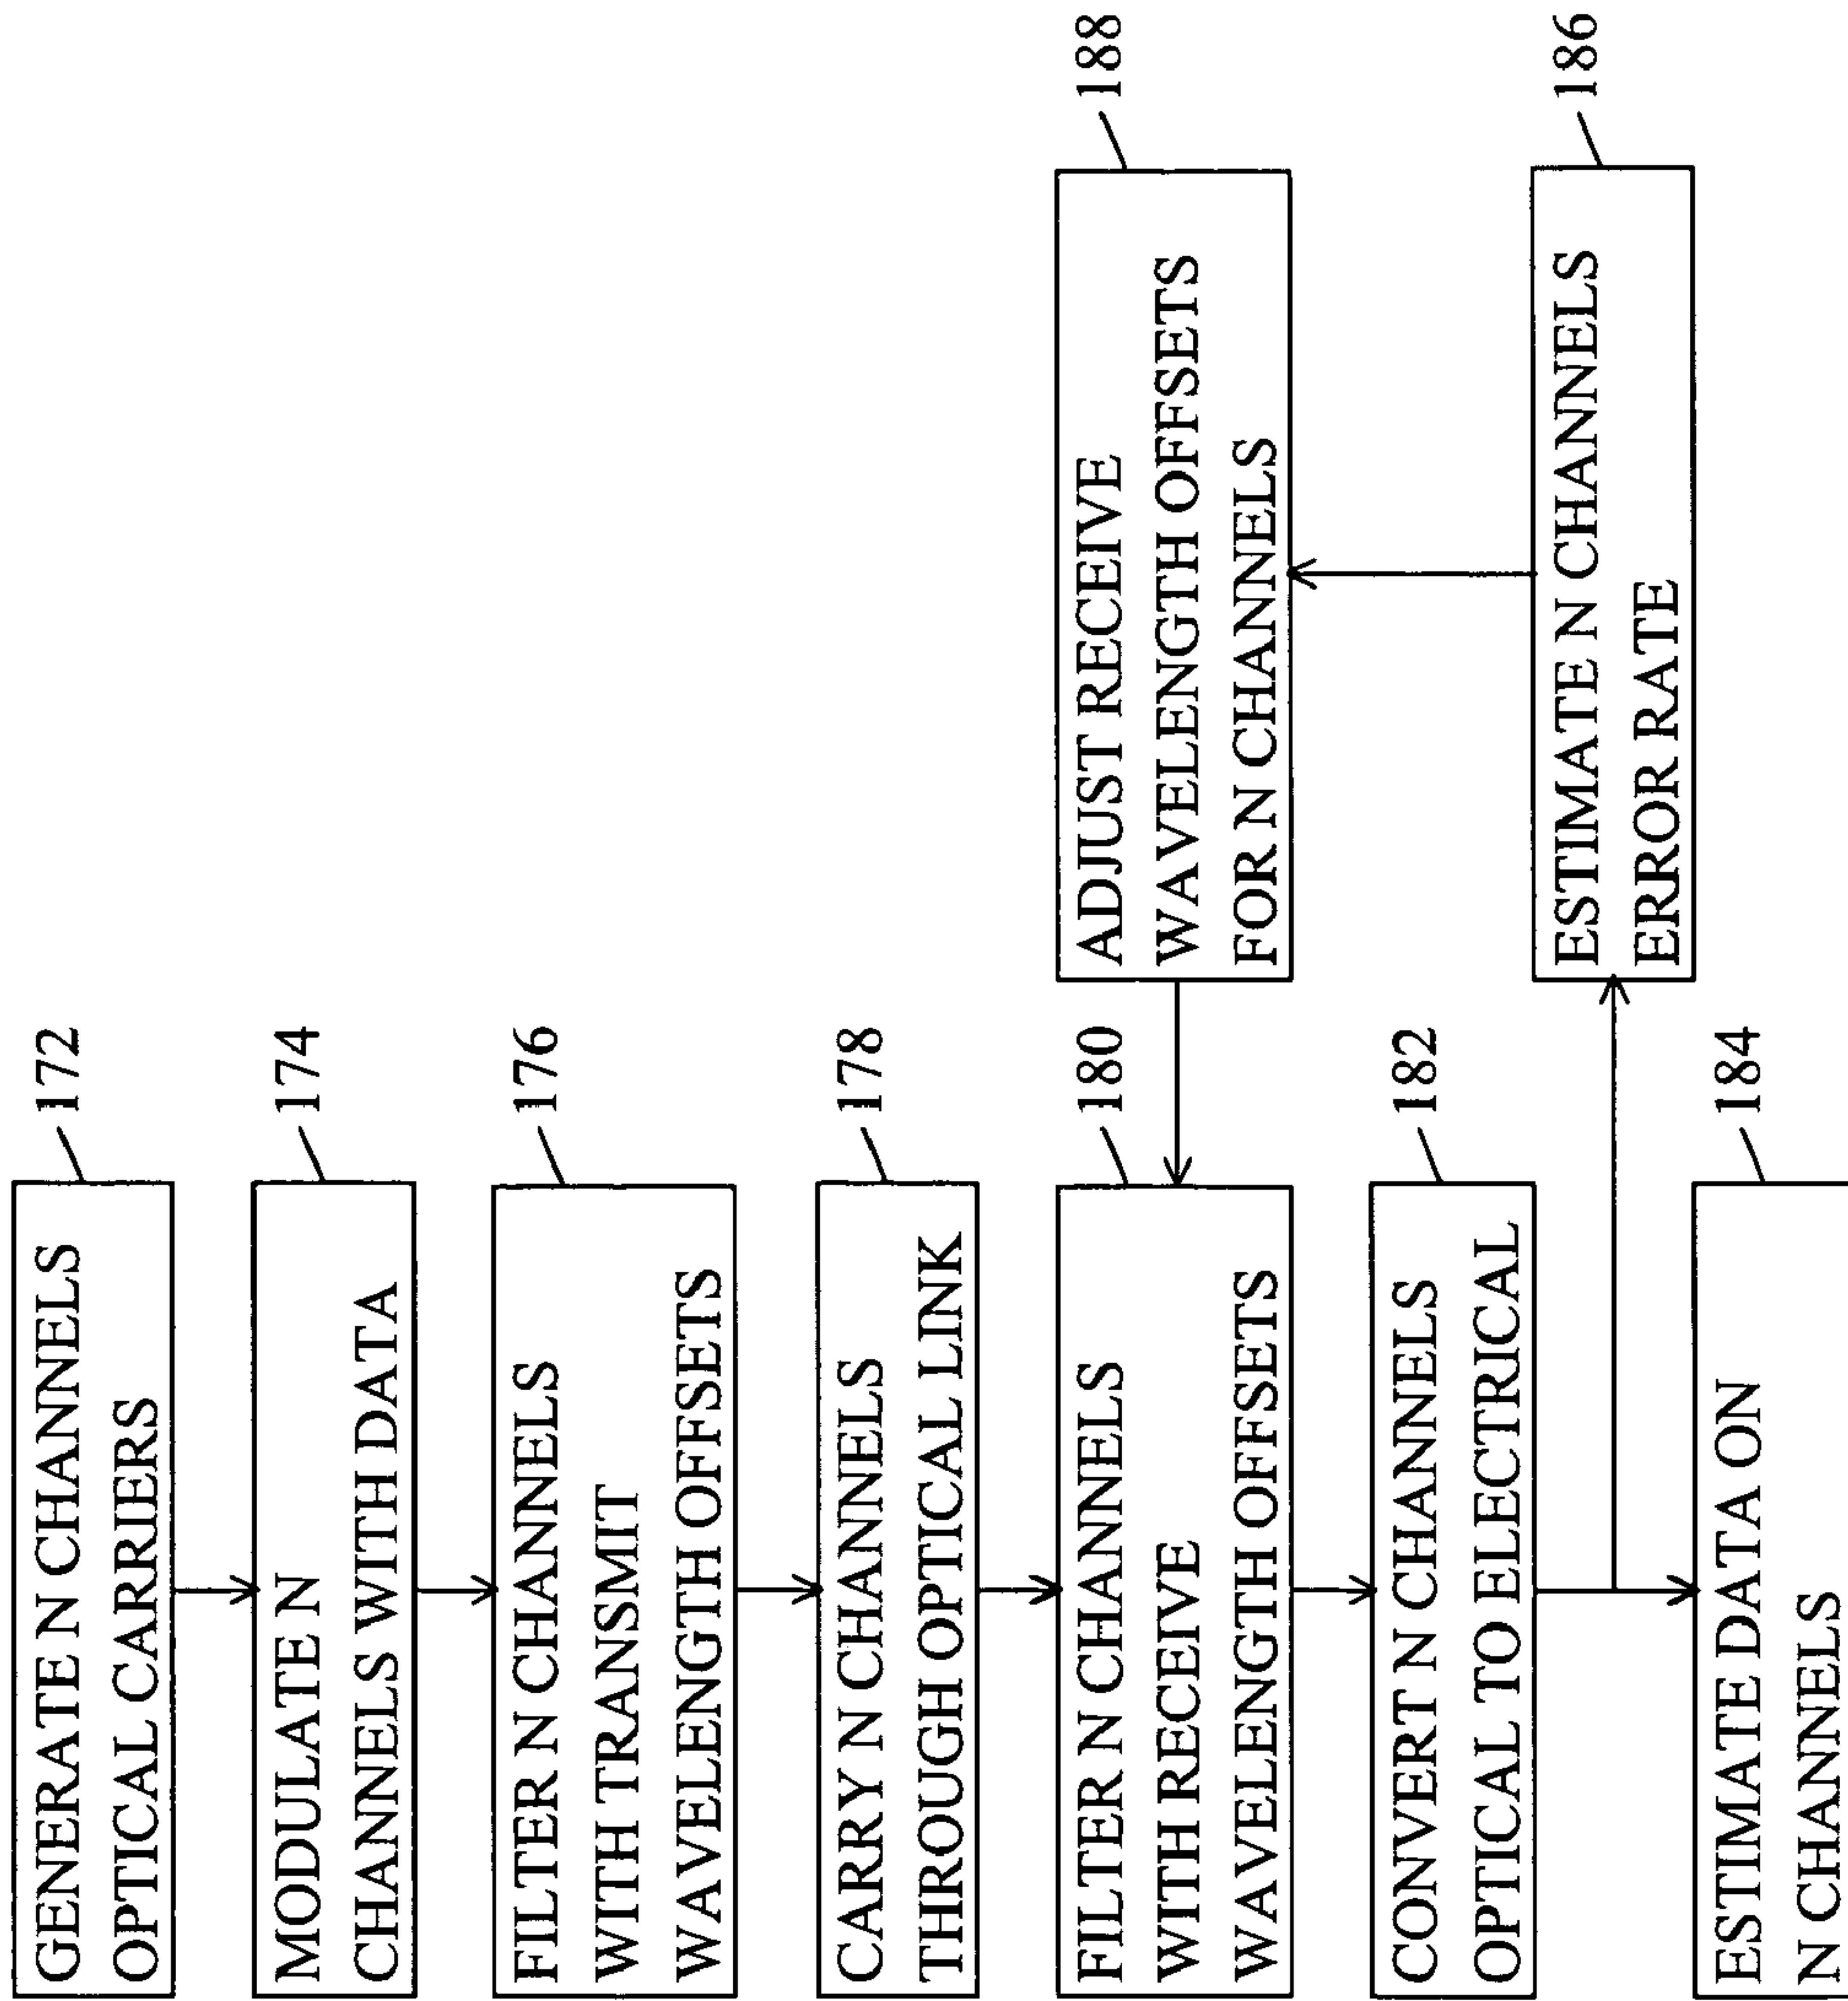 GENERATE N CHANNELS
OPTICAL CARRIERS
172
MODULATE N
CHANNELS WITH DATA
174
FILTER N CHANNELS
WITH TRANSMIT
WAVELENGTH OFFSETS
176
CARRY N CHANNELS
THROUGH OPTICAL LINK
178
FILTER N CHANNELS
WITH RECEIVE
WAVELENGTH OFFSETS
180
CONVERT N CHANNELS
OPTICAL TO ELECTRICAL
182
ESTIMATE DATA ON
N CHANNELS
184
ESTIMATE N CHANNELS
ERROR RATE
186
ADJUST RECEIVE
WAVELENGTH OFFSETS
FOR N CHANNELS
188